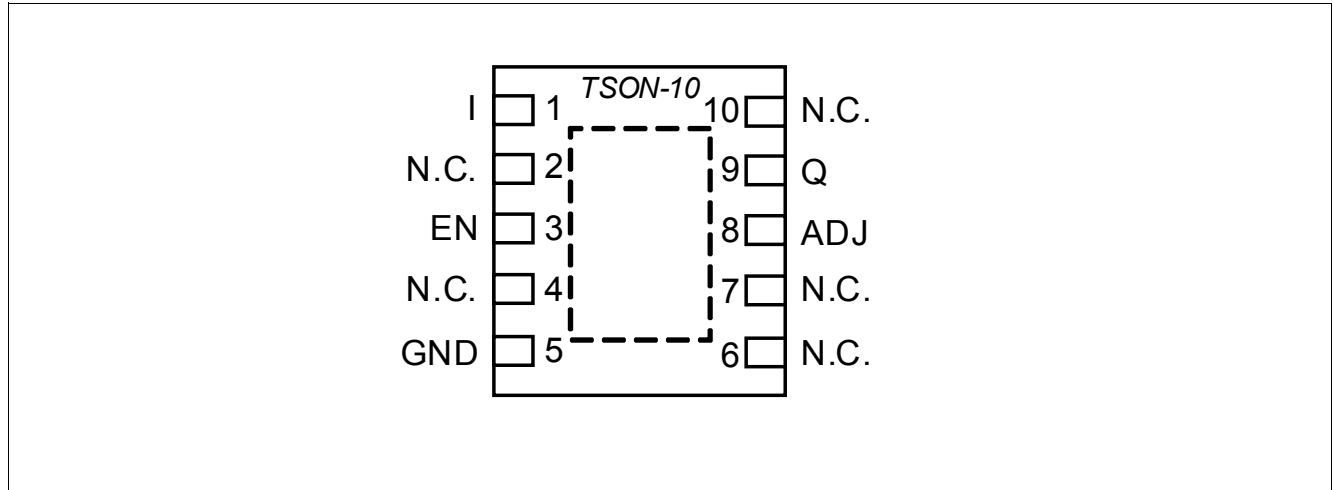 TSON-10
I 1 10 N.C.
N.C. 2 9 Q
EN 3 8 ADJ
N.C. 4 7 N.C.
GND 5 6 N.C.